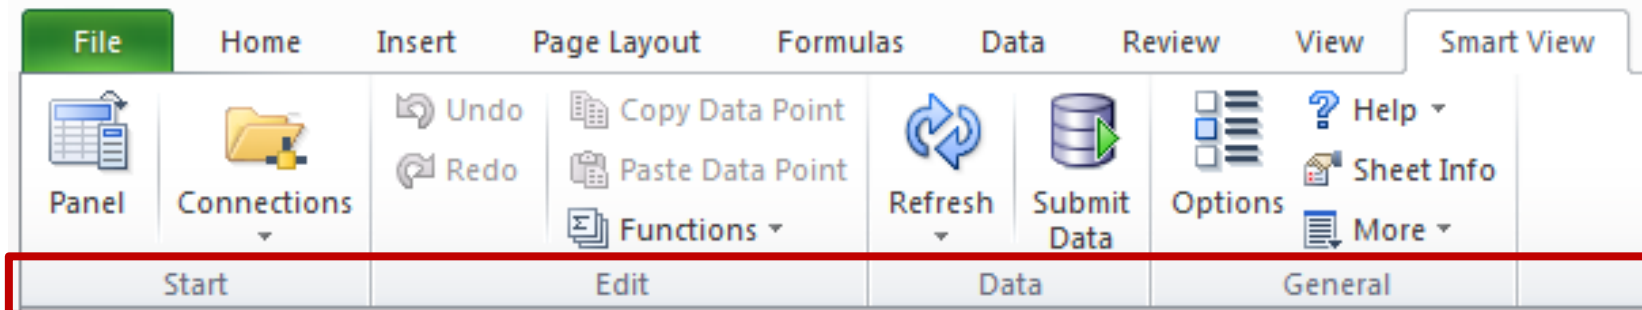 File Home Insert Page Layout Formulas Data Review View Smart View
Undo Copy Data Point Help
Redo Paste Data Point Sheet Info
Panel Connections Functions Refresh Submit Data Options More
Start Edit Data General